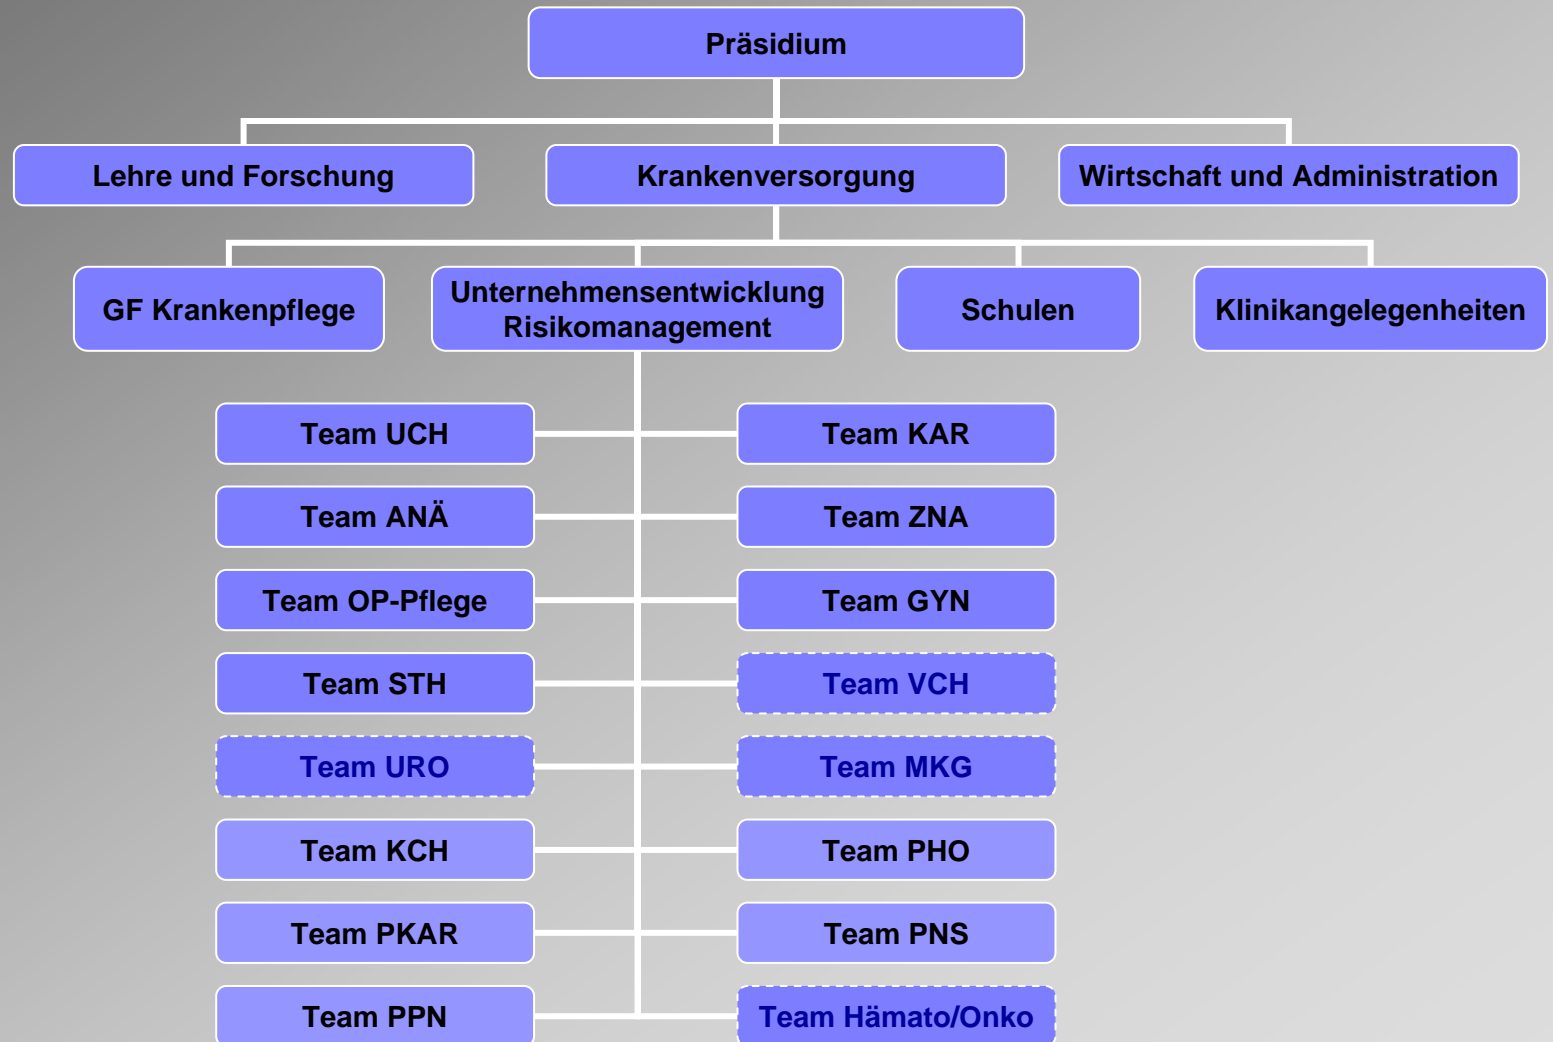 Präsidium
Lehre und Forschung
Krankenversorgung
Wirtschaft und Administration
GF Krankenpflege
Unternehmensentwicklung
Risikomanagement
Schulen
Klinikangelegenheiten
Team UCH
Team KAR
Team ANÄ
Team ZNA
Team OP-Pflege
Team GYN
Team STH
Team VCH
Team URO
Team MKG
Team KCH
Team PHO
Team PKAR
Team PNS
Team PPN
Team Hämato/Onko